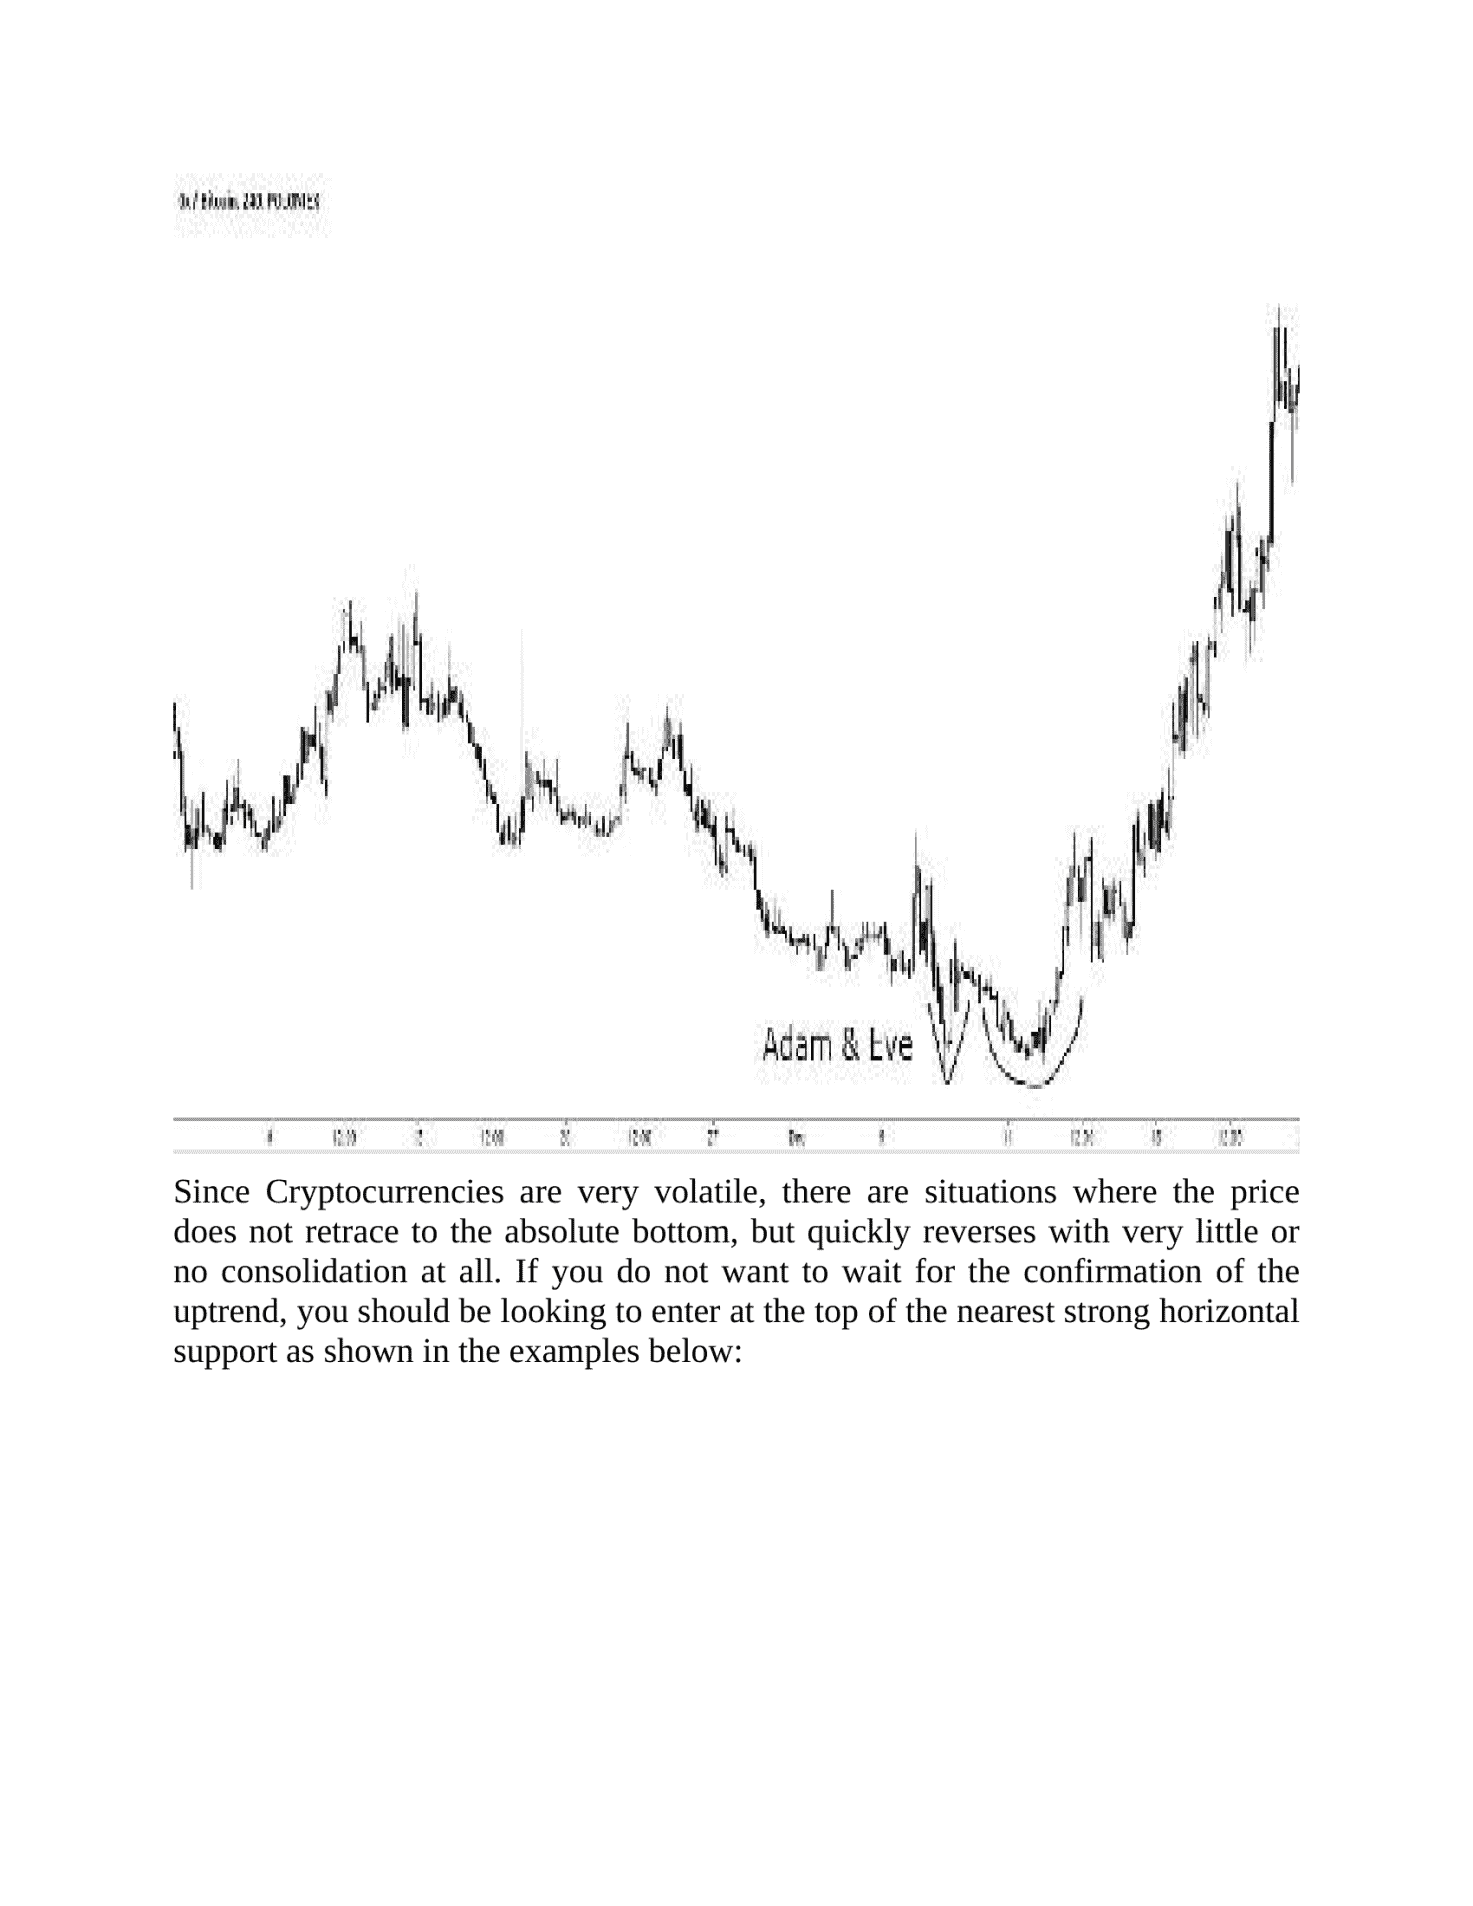 Adam & Eve
27
Dec
11
Since Cryptocurrencies are very volatile, there are situations where the price
does not retrace to the absolute bottom, but quickly reverses with very little or
no consolidation at all. If you do not want to wait for the confirmation of the
uptrend, you should be looking to enter at the top of the nearest strong horizontal
support as shown in the examples below: